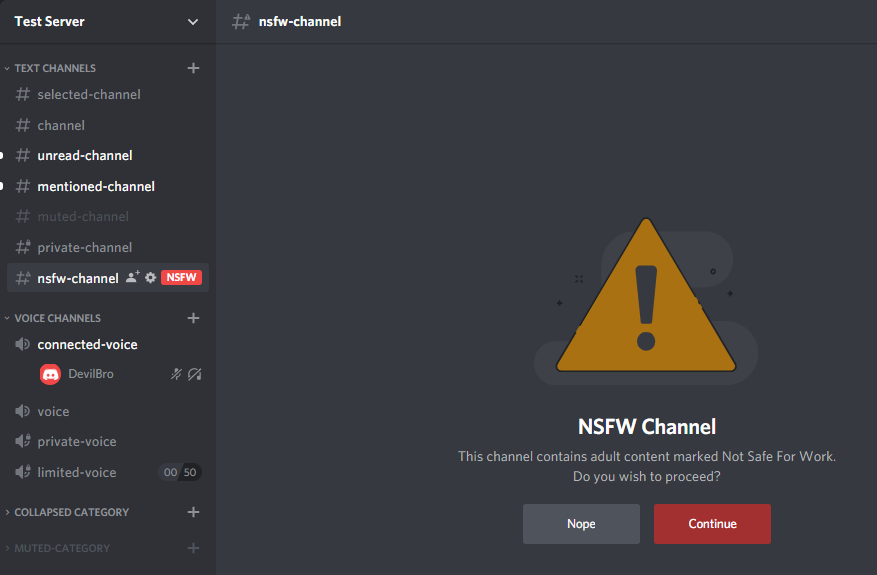 Test Server
TEXT CHANNELS
selected-channel
channel
unread-channel
mentioned-channel
muted-channel
private-channel
nsfw-channel NSFW
VOICE CHANNELS
connected-voice
DevilBro
voice
private-voice
limited-voice 00 50
COLLAPSED CATEGORY
MUTED-CATEGORY
nsfw-channel
NSFW Channel
This channel contains adult content marked Not Safe For Work.
Do you wish to proceed?
Nope
Continue